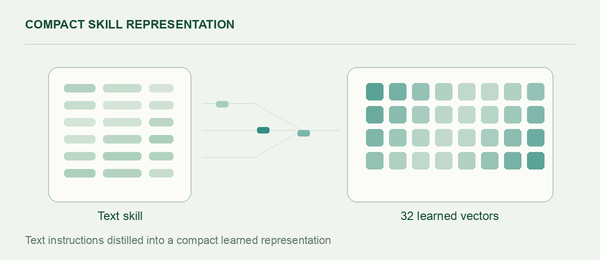 COMPACT SKILL REPRESENTATION
Text skill
32 learned vectors
Text instructions distilled into a compact learned representation